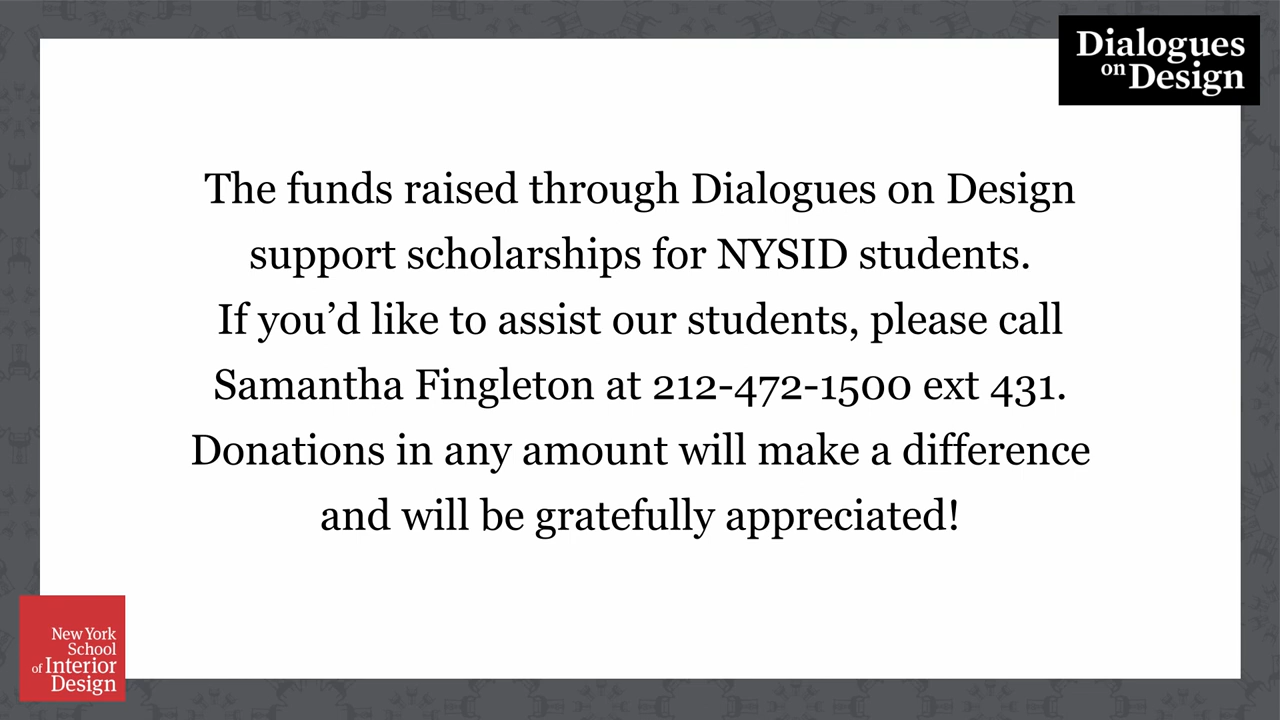 Dialogues
on Design
The funds raised through Dialogues on Design
support scholarships for NYSID students.
If you’d like to assist our students, please call
Samantha Fingleton at 212-472-1500 ext 431.
Donations in any amount will make a difference
and will be gratefully appreciated!
New York
School
of Interior
Design